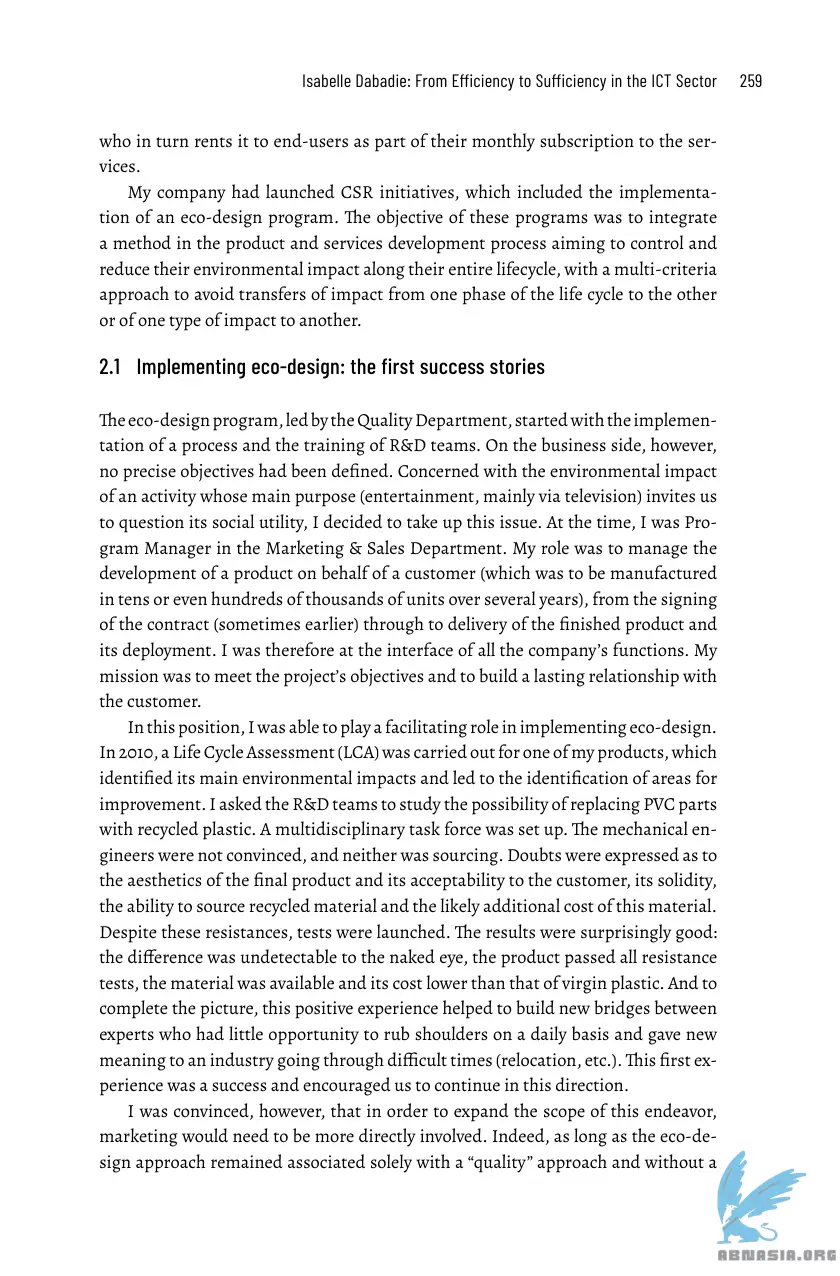 Isabelle Dabadie: From Efficiency to Sufficiency in the ICT Sector 259
who in turn rents it to end-users as part of their monthly subscription to the ser-
vices.
My company had launched CSR initiatives, which included the implementa-
tion of an eco-design program. The objective of these programs was to integrate
a method in the product and services development process aiming to control and
reduce their environmental impact along their entire lifecycle, with a multi-criteria
approach to avoid transfers of impact from one phase of the life cycle to the other
or of one type of impact to another.
2.1 Implementing eco-design: the first success stories
The eco-design program, led by the Quality Department, started with the implemen-
tation of a process and the training of R&D teams. On the business side, however,
no precise objectives had been defined. Concerned with the environmental impact
of an activity whose main purpose (entertainment, mainly via television) invites us
to question its social utility, I decided to take up this issue. At the time, I was Pro-
gram Manager in the Marketing & Sales Department. My role was to manage the
development of a product on behalf of a customer (which was to be manufactured
in tens or even hundreds of thousands of units over several years), from the signing
of the contract (sometimes earlier) through to delivery of the finished product and
its deployment. I was therefore at the interface of all the company's functions. My
mission was to meet the project's objectives and to build a lasting relationship with
the customer.
In this position, I was able to play a facilitating role in implementing eco-design.
In 2010, a Life Cycle Assessment (LCA) was carried out for one of my products, which
identified its main environmental impacts and led to the identification of areas for
improvement. I asked the R&D teams to study the possibility of replacing PVC parts
with recycled plastic. A multidisciplinary task force was set up. The mechanical en-
gineers were not convinced, and neither was sourcing. Doubts were expressed as to
the aesthetics of the final product and its acceptability to the customer, its solidity,
the ability to source recycled material and the likely additional cost of this material.
Despite these resistances, tests were launched. The results were surprisingly good:
the difference was undetectable to the naked eye, the product passed all resistance
tests, the material was available and its cost lower than that of virgin plastic. And to
complete the picture, this positive experience helped to build new bridges between
experts who had little opportunity to rub shoulders on a daily basis and gave new
meaning to an industry going through difficult times (relocation, etc.). This first ex-
perience was a success and encouraged us to continue in this direction.
I was convinced, however, that in order to expand the scope of this endeavor,
marketing would need to be more directly involved. Indeed, as long as the eco-de-
sign approach remained associated solely with a “quality” approach and without a
ABNASIA.ORG